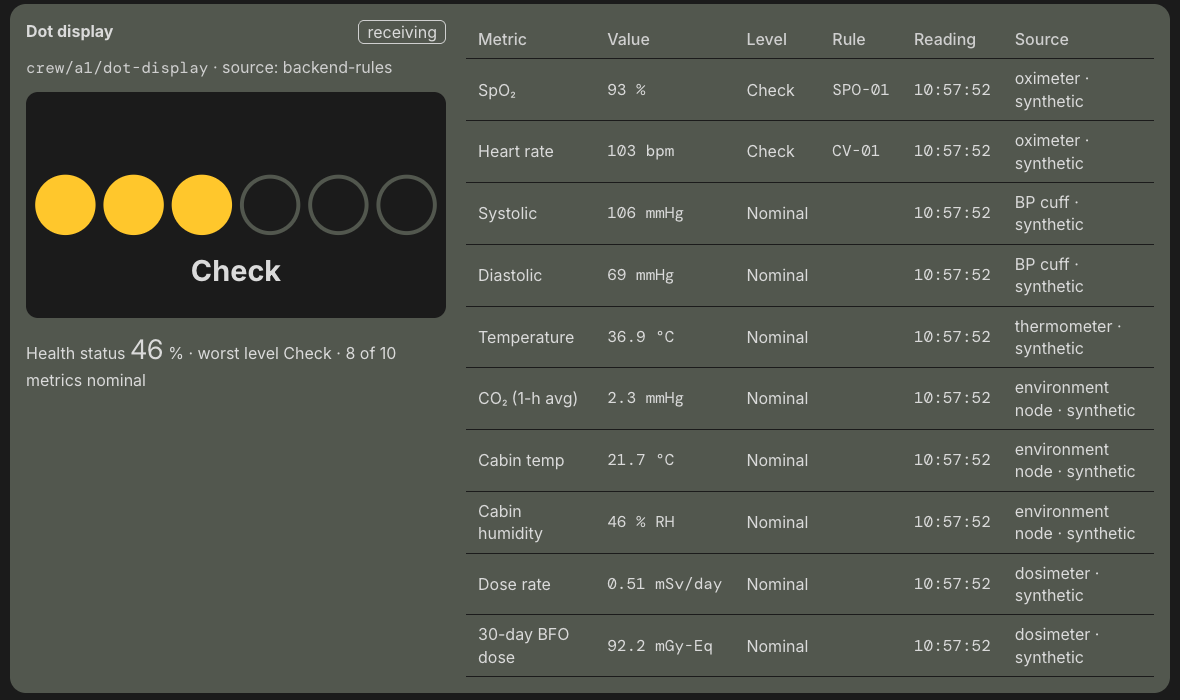 Dot display
receiving
crew/a1/dot-display · source: backend-rules
Check
Health status 46 % · worst level Check · 8 of 10
metrics nominal
Metric Value Level Rule Reading Source
SpO₂ 93 % Check SPO-01 10:57:52 oximeter ·
synthetic
Heart rate 103 bpm Check CV-01 10:57:52 oximeter ·
synthetic
Systolic 106 mmHg Nominal 10:57:52 BP cuff ·
synthetic
Diastolic 69 mmHg Nominal 10:57:52 BP cuff ·
synthetic
Temperature 36.9 °C Nominal 10:57:52 thermometer ·
synthetic
CO₂ (1-h avg) 2.3 mmHg Nominal 10:57:52 environment
node · synthetic
Cabin temp 21.7 °C Nominal 10:57:52 environment
node · synthetic
Cabin
humidity 46 % RH Nominal 10:57:52 environment
node · synthetic
Dose rate 0.51 mSv/day Nominal 10:57:52 dosimeter ·
synthetic
30-day BFO
dose 92.2 mGy-Eq Nominal 10:57:52 dosimeter ·
synthetic